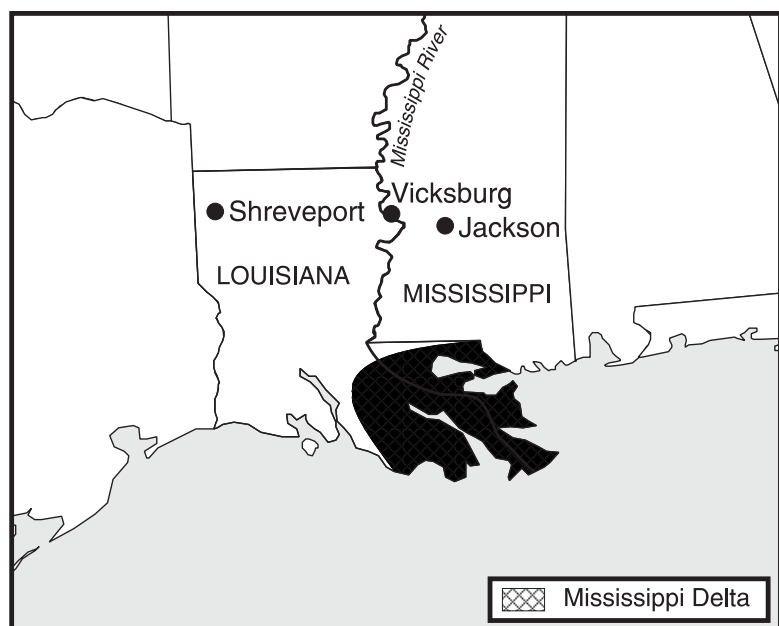 Mississippi River
Vicksburg
Shreveport
Jackson
LOUISIANA
MISSISSIPPI
Mississippi Delta